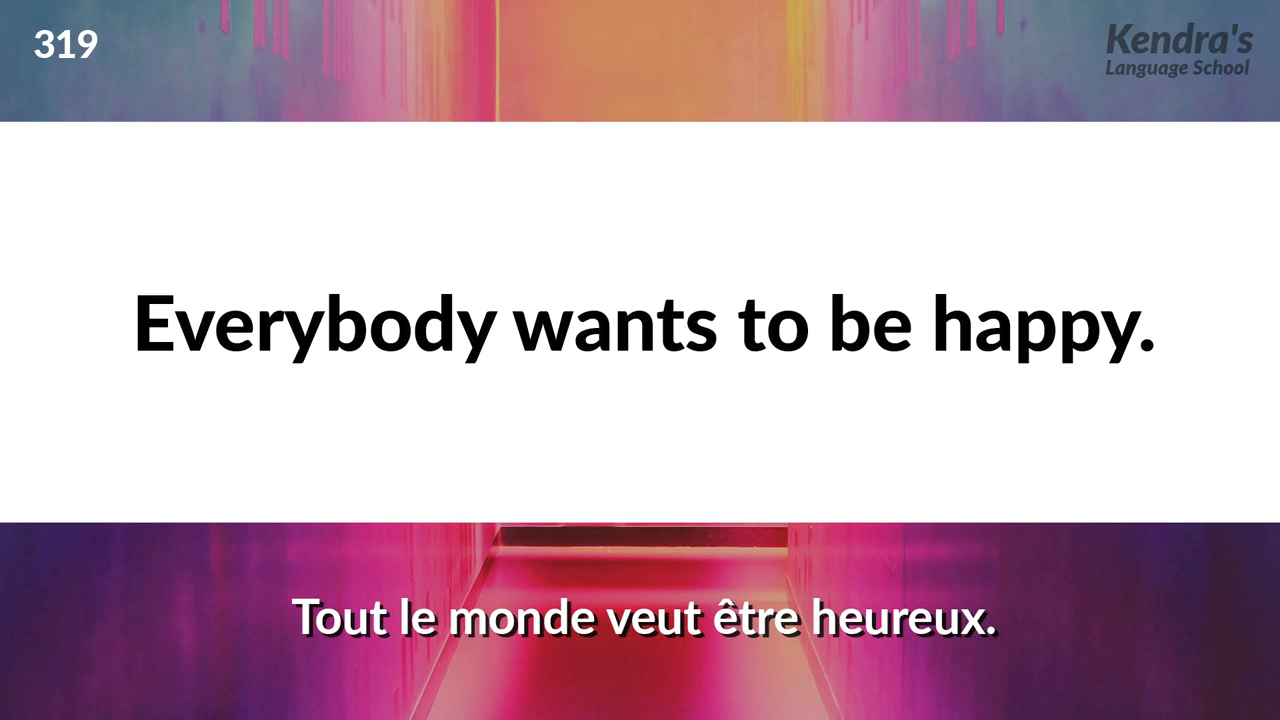 319
Kendra's
Language School
Everybody wants to be happy.
Tout le monde veut être heureux.